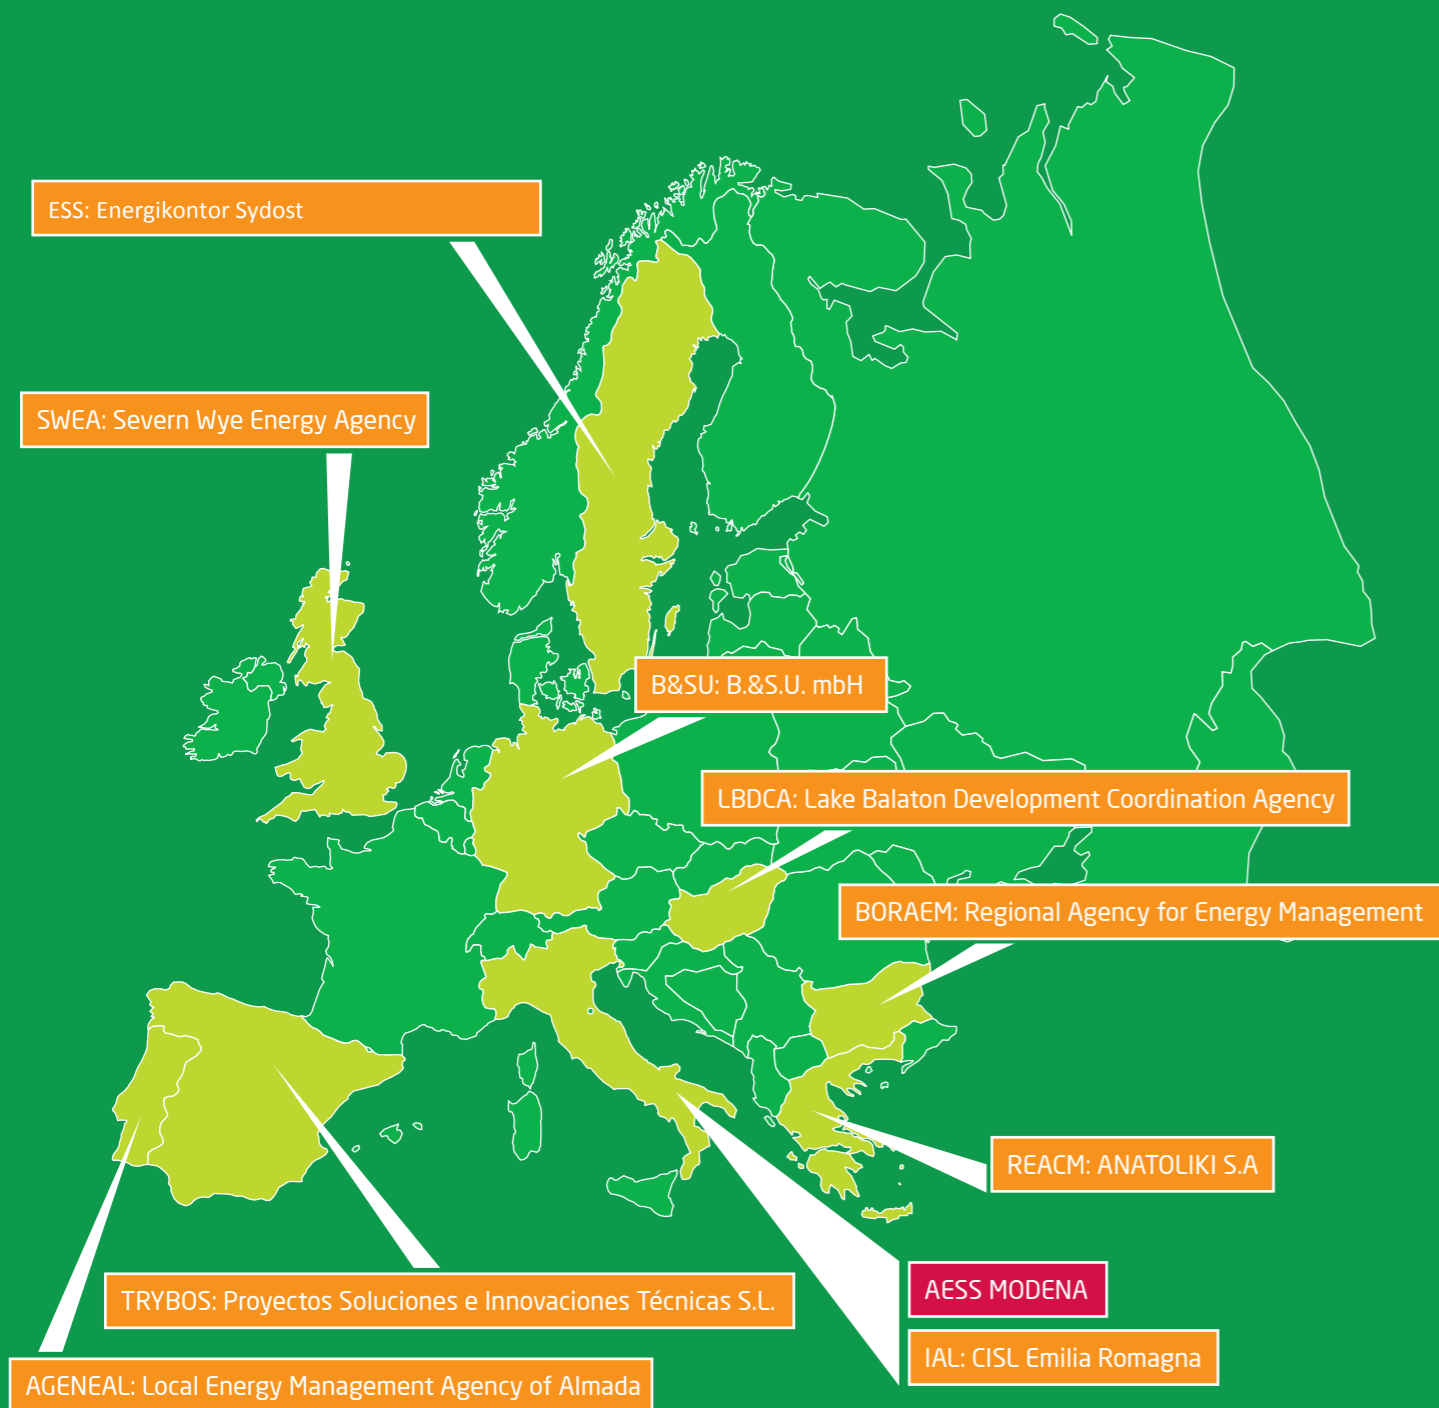 ESS: Energikontor Sydost
SWEA: Severn Wye Energy Agency
B&SU: B.&S.U. mbH
LBDCA: Lake Balaton Development Coordination Agency
BORAEM: Regional Agency for Energy Management
REACM: ANATOLIKI S.A
AESS MODENA
TRYBOS: Proyectos Soluciones e Innovaciones Técnicas S.L.
IAL: CISL Emilia Romagna
AGENEAL: Local Energy Management Agency of Almada